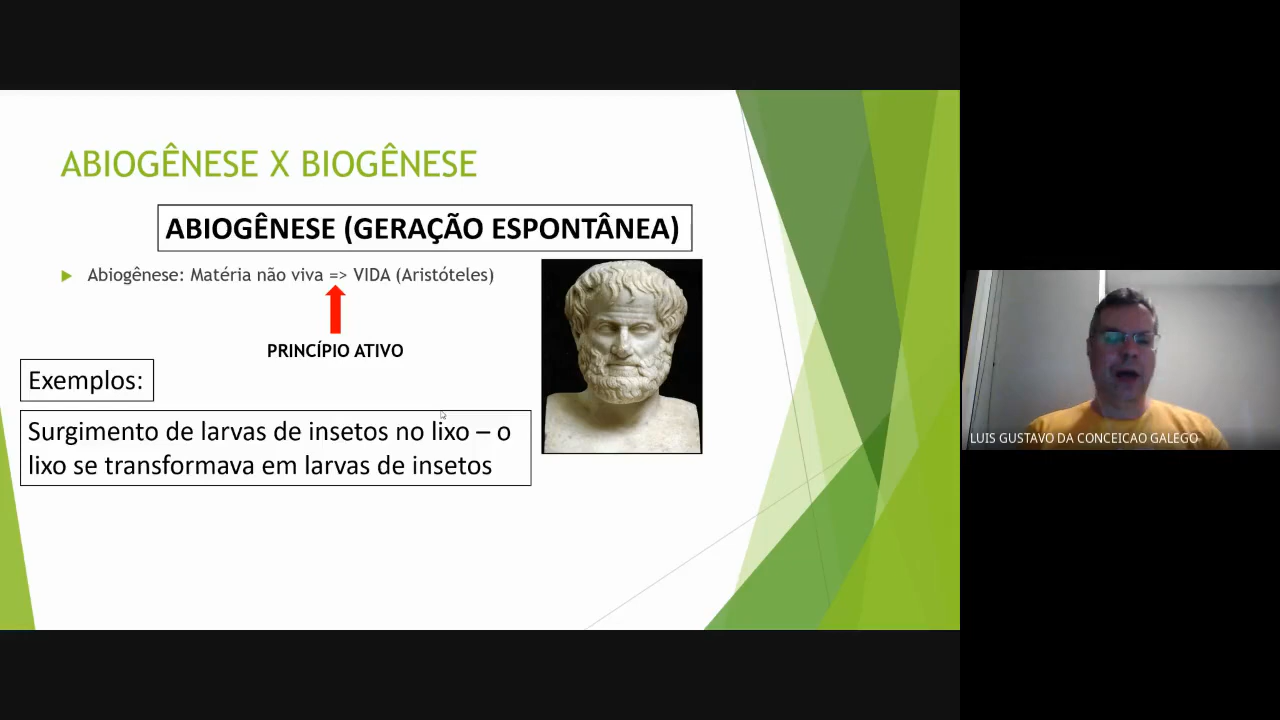 ABIOGÊNESE X BIOGÊNESE
ABIOGÊNESE (GERAÇÃO ESPONTÂNEA)
Abiogênese: Matéria não viva => VIDA (Aristóteles)
PRINCÍPIO ATIVO
Exemplos:
Surgimento de larvas de insetos no lixo – o
lixo se transformava em larvas de insetos
LUIS GUSTAVO DA CONCEICAO GALEGO